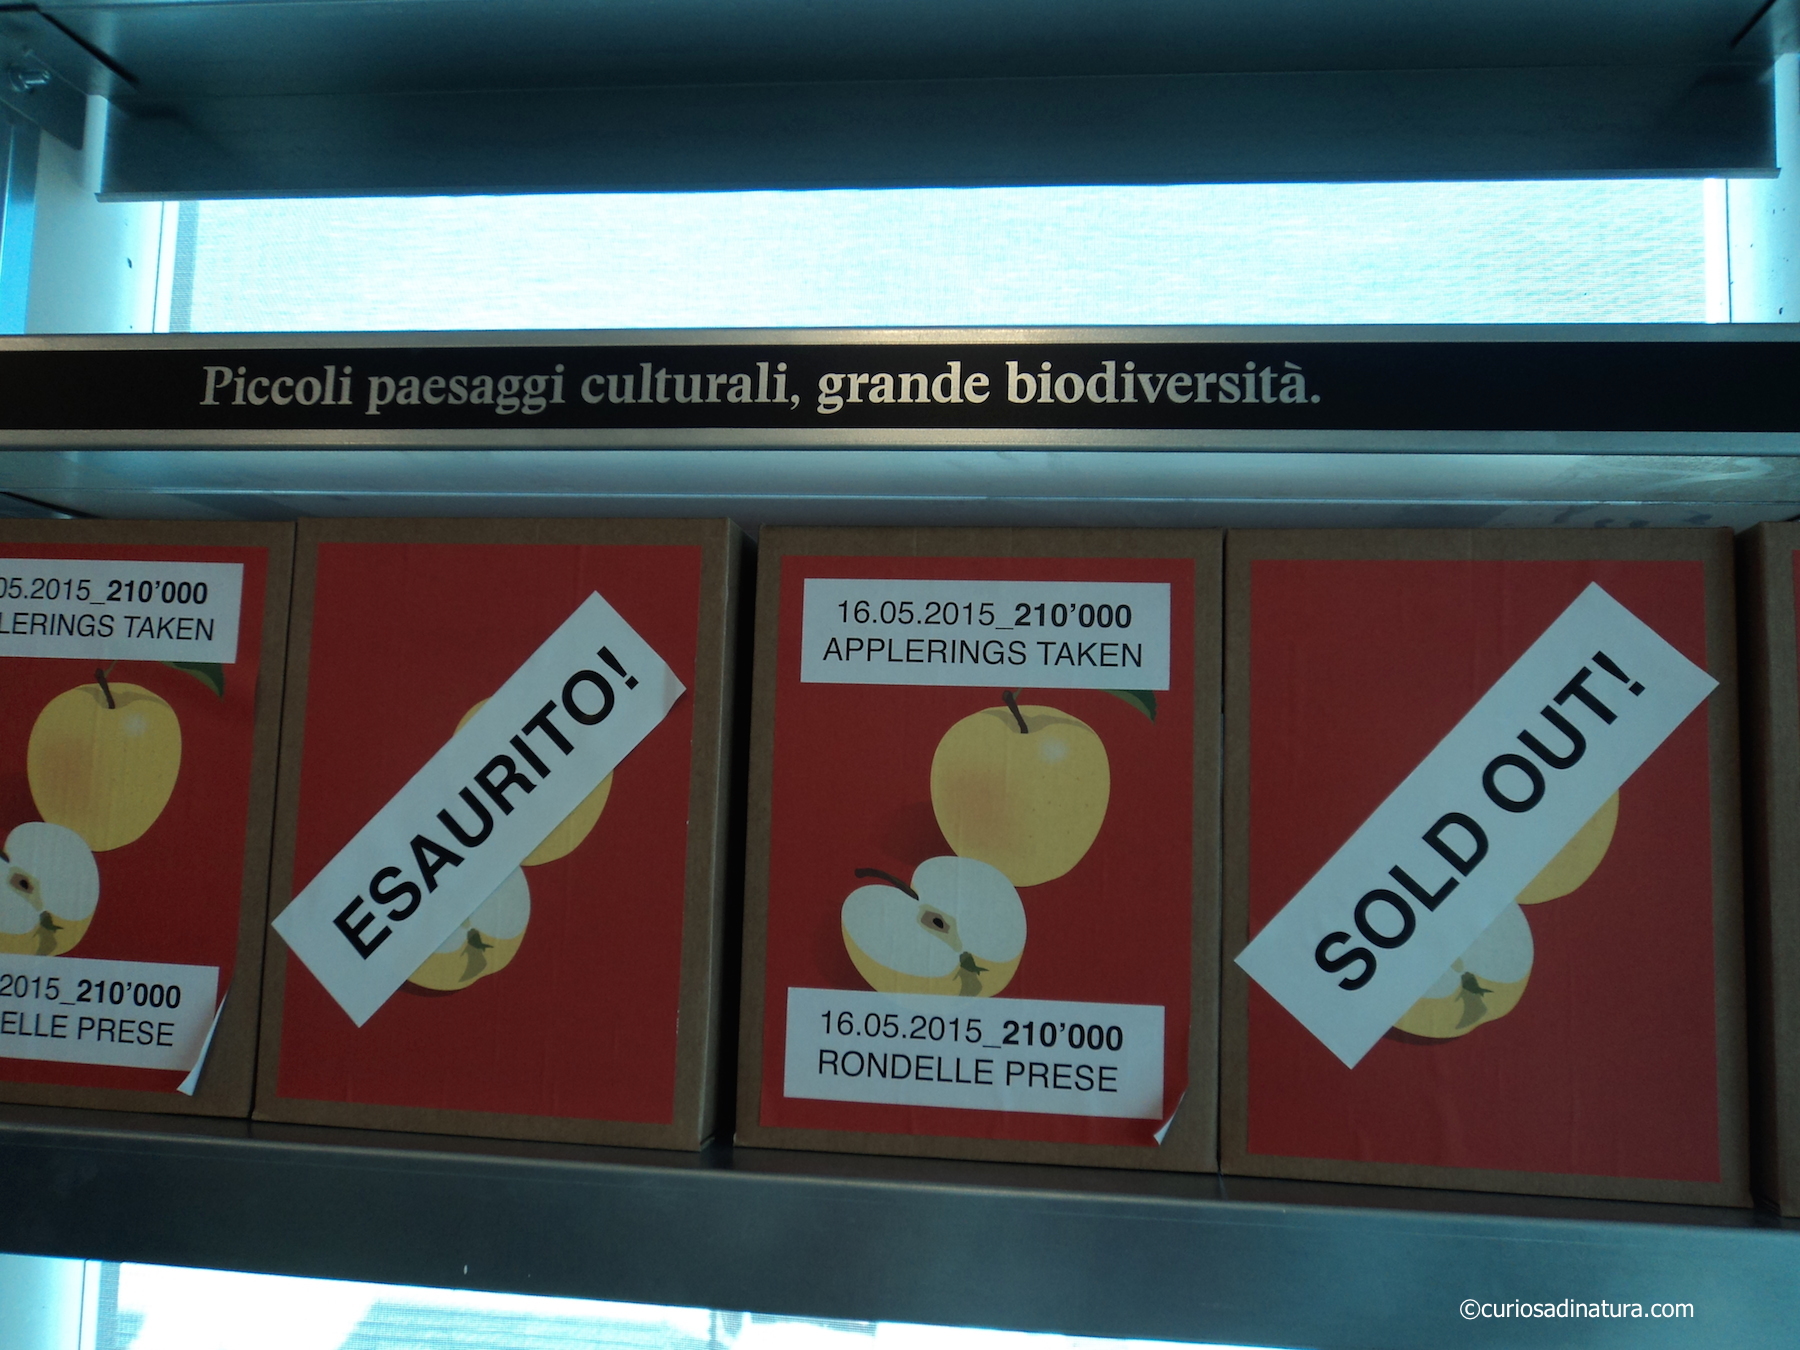 Piccoli paesaggi culturali, grande biodiversità.
05.2015_210’000
LERINGS TAKEN
2015_210’000
ELLE PRESE
ESAURITO!
16.05.2015_210’000
APPLERINGS TAKEN
16.05.2015_210’000
RONDELLE PRESE
SOLD OUT!
©curiosadinatura.com